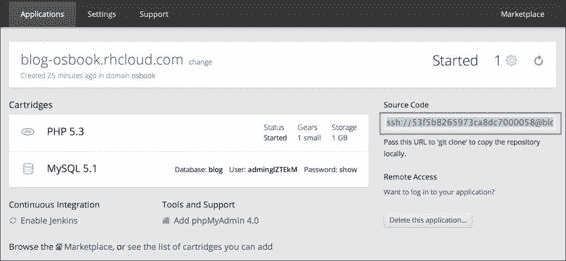 Applications Settings Support Marketplace
blog-osbook.rhcloud.com change
Started 1
Created 25 minutes ago in domain osbook
Cartridges
PHP 5.3
Status Gears Storage
Started 1 small 1 GB
MySQL 5.1
Database: blog User: adminglZTEkM Password: show
Continuous Integration
Enable Jenkins
Tools and Support
Add phpMyAdmin 4.0
Browse the Marketplace, or see the list of cartridges you can add
Source Code
ssh://53f5b8265973ca8dc7000058@blo
Pass this URL to 'git clone' to copy the repository
locally.
Remote Access
Want to log in to your application?
Delete this application...